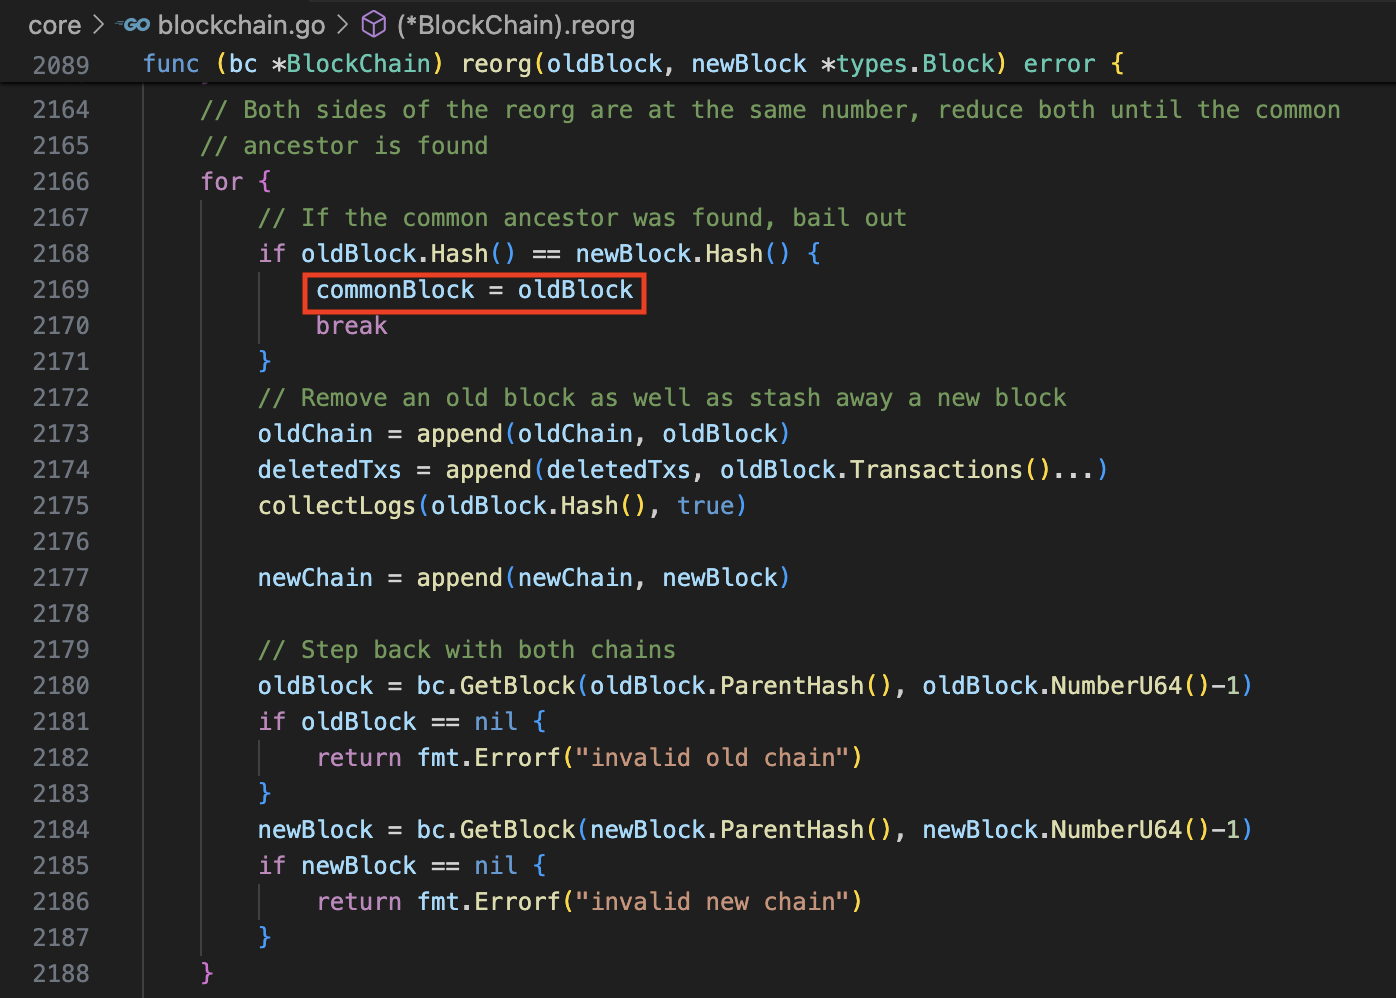 core > GO blockchain.go > (*BlockChain).reorg
2089 func (bc *BlockChain) reorg(oldBlock, newBlock *types.Block) error {
2164 // Both sides of the reorg are at the same number, reduce both until the common
2165 // ancestor is found
2166 for {
2167 // If the common ancestor was found, bail out
2168 if oldBlock.Hash() == newBlock.Hash() {
2169 commonBlock = oldBlock
2170 break
2171 }
2172 // Remove an old block as well as stash away a new block
2173 oldChain = append(oldChain, oldBlock)
2174 deletedTxs = append(deletedTxs, oldBlock.Transactions()...)
2175 collectLogs(oldBlock.Hash(), true)
2176
2177 newChain = append(newChain, newBlock)
2178
2179 // Step back with both chains
2180 oldBlock = bc.GetBlock(oldBlock.ParentHash(), oldBlock.NumberU64()-1)
2181 if oldBlock == nil {
2182 return fmt.Errorf("invalid old chain")
2183 }
2184 newBlock = bc.GetBlock(newBlock.ParentHash(), newBlock.NumberU64()-1)
2185 if newBlock == nil {
2186 return fmt.Errorf("invalid new chain")
2187 }
2188 }